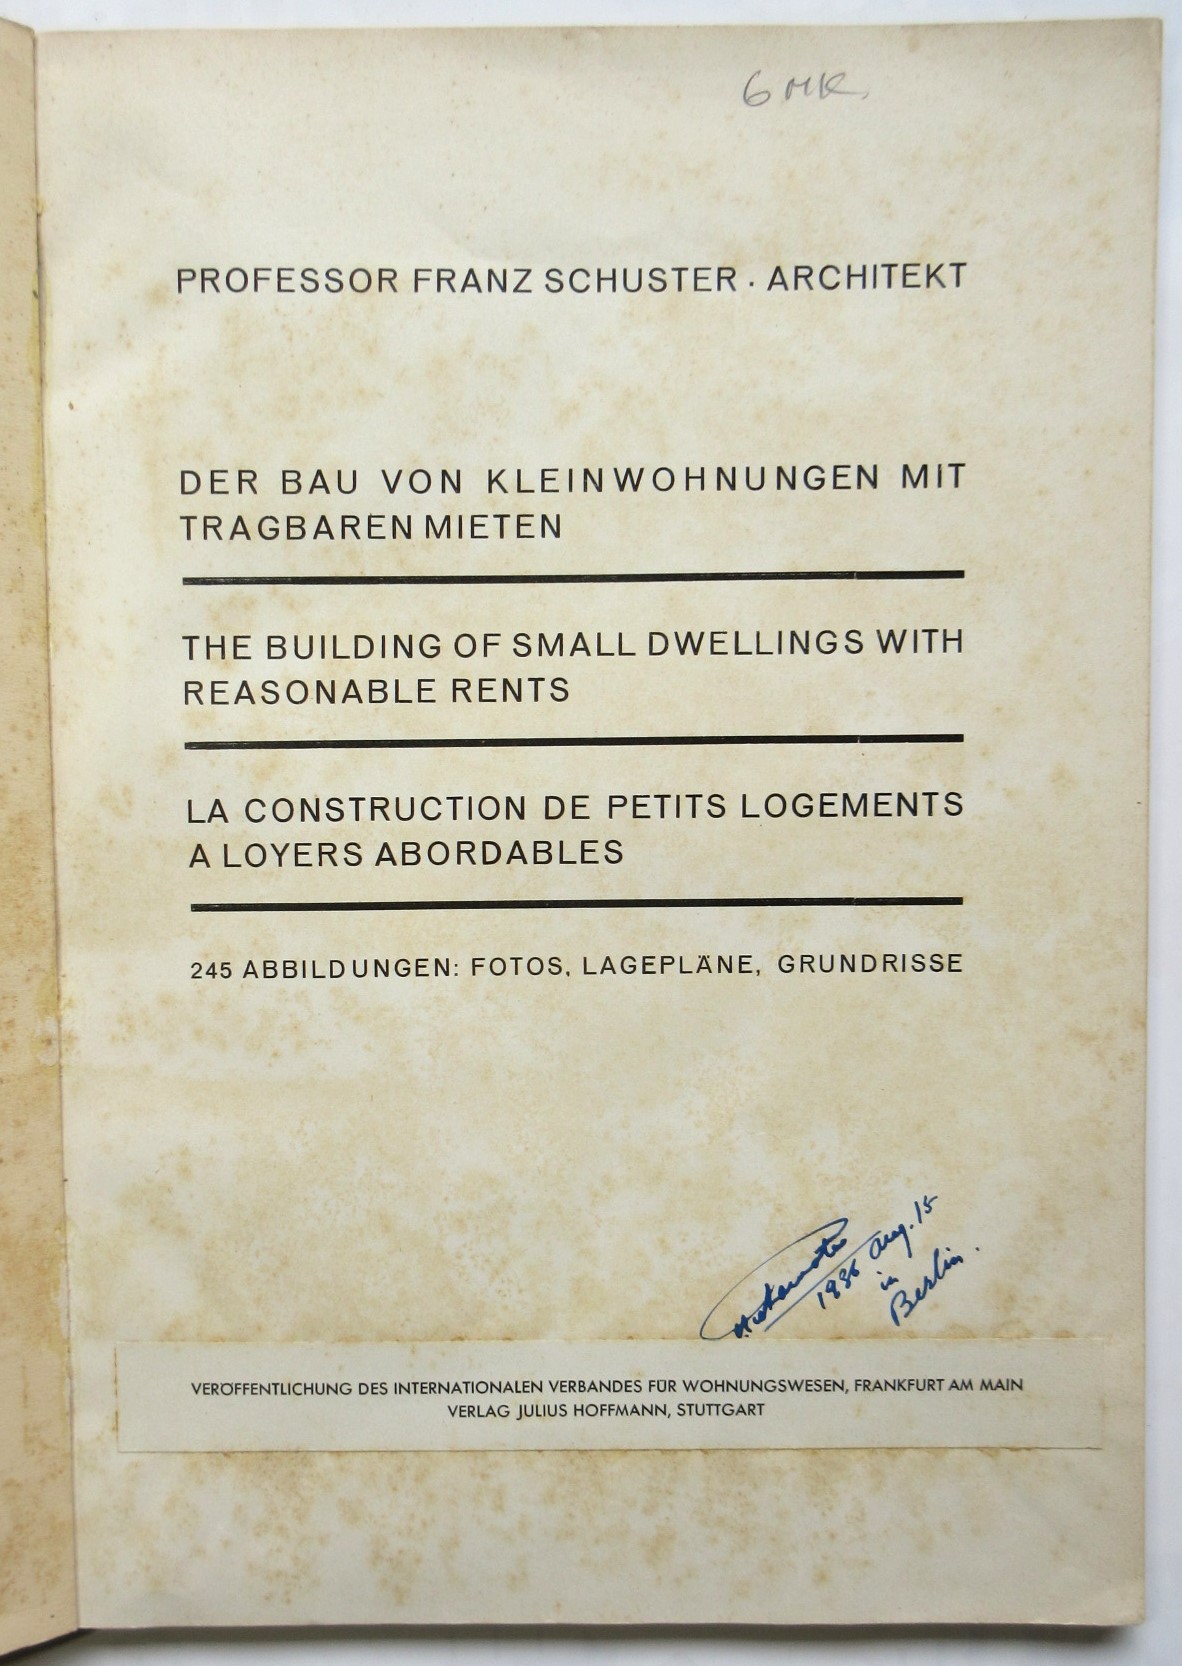 6 MK.
PROFESSOR FRANZ SCHUSTER · ARCHITEKT
DER BAU VON KLEINWOHNUNGEN MIT
TRAGBAREN MIETEN
THE BUILDING OF SMALL DWELLINGS WITH
REASONABLE RENTS
LA CONSTRUCTION DE PETITS LOGEMENTS
A LOYERS ABORDABLES
245 ABBILDUNGEN: FOTOS, LAGEPLÄNE, GRUNDRISSE
1936 Aug. 15
in
Berlin.
VERÖFFENTLICHUNG DES INTERNATIONALEN VERBANDES FÜR WOHNUNGSWESEN, FRANKFURT AM MAIN
VERLAG JULIUS HOFFMANN, STUTTGART